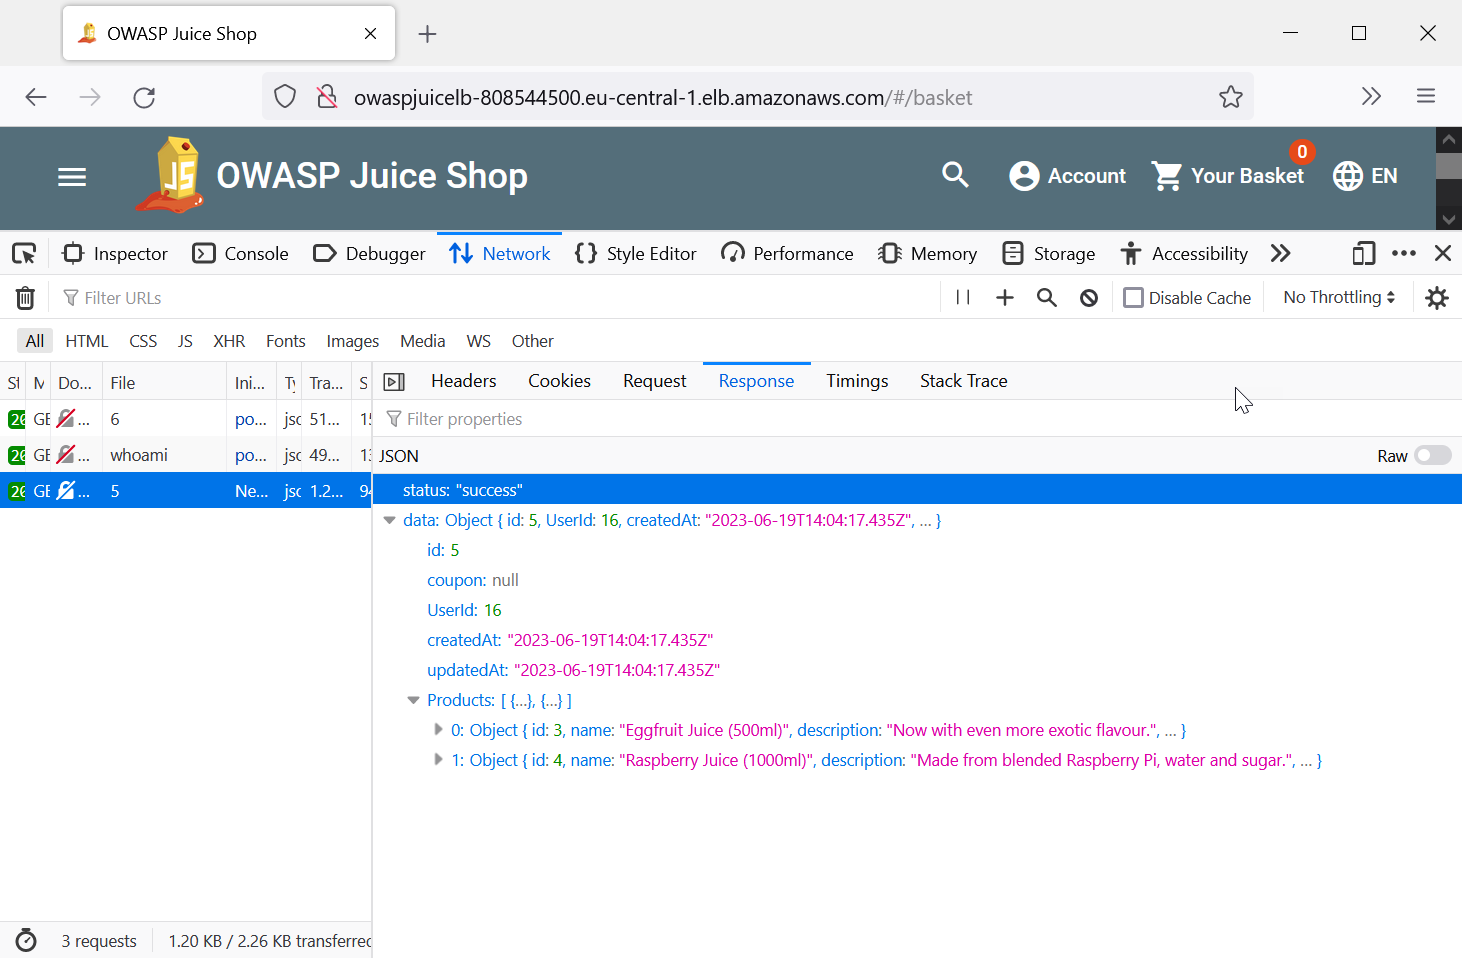 OWASP Juice Shop
owaspjuicelb-808544500.eu-central-1.elb.amazonaws.com/#/basket
JS OWASP Juice Shop Account Your Basket 0 EN
Inspector Console Debugger Network Style Editor Performance Memory Storage Accessibility
Filter URLs Disable Cache No Throttling
All HTML CSS JS XHR Fonts Images Media WS Other
St M Do... File Ini... Ty Tra... S Headers Cookies Request Response Timings Stack Trace
20 GE ... 6 po... jsc 51... 15 Filter properties
20 GE ... whoami po... jsc 49... 13 JSON Raw
20 GE ... 5 Ne... jsc 1.2... 94 status: "success"
data: Object { id: 5, UserId: 16, createdAt: "2023-06-19T14:04:17.435Z", ... }
id: 5
coupon: null
UserId: 16
createdAt: "2023-06-19T14:04:17.435Z"
updatedAt: "2023-06-19T14:04:17.435Z"
Products: [ {...}, {...} ]
0: Object { id: 3, name: "Eggfruit Juice (500ml)", description: "Now with even more exotic flavour.", ... }
1: Object { id: 4, name: "Raspberry Juice (1000ml)", description: "Made from blended Raspberry Pi, water and sugar.", ... }
3 requests 1.20 KB / 2.26 KB transferred